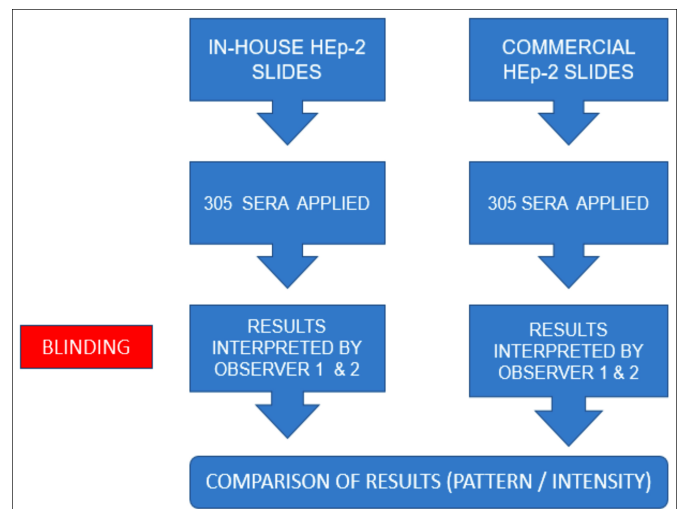 IN-HOUSE HEp-2
SLIDES
COMMERCIAL
HEp-2 SLIDES
305 SERA APPLIED
305 SERA APPLIED
BLINDING
RESULTS
INTERPRETED BY
OBSERVER 1 & 2
RESULTS
INTERPRETED BY
OBSERVER 1 & 2
COMPARISON OF RESULTS (PATTERN / INTENSITY)